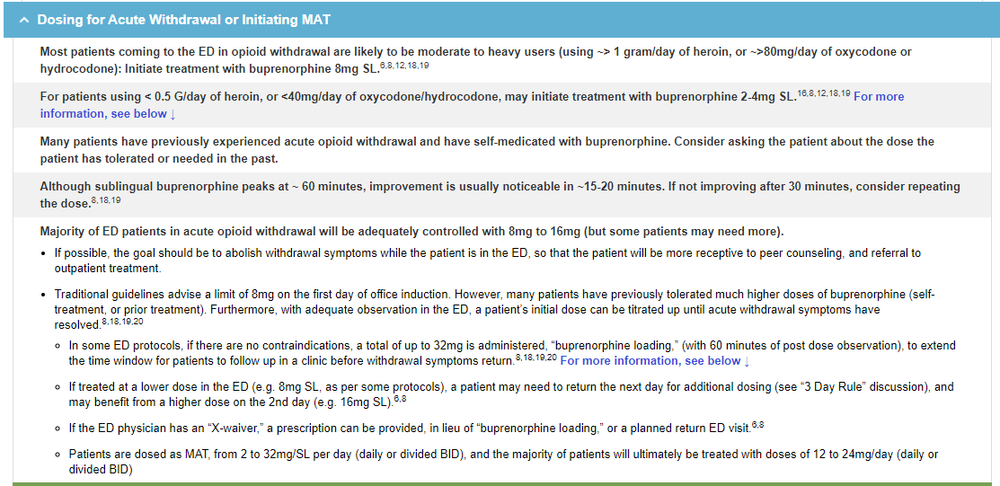 Dosing for Acute Withdrawal or Initiating MAT
Most patients coming to the ED in opioid withdrawal are likely to be moderate to heavy users (using ~> 1 gram/day of heroin, or ~>80mg/day of oxycodone or
hydrocodone): Initiate treatment with buprenorphine 8mg SL.6,8,12,18,19
For patients using < 0.5 G/day of heroin, or <40mg/day of oxycodone/hydrocodone, may initiate treatment with buprenorphine 2-4mg SL.16,8,12,18,19 For more
information, see below ↓
Many patients have previously experienced acute opioid withdrawal and have self-medicated with buprenorphine. Consider asking the patient about the dose the
patient has tolerated or needed in the past.
Although sublingual buprenorphine peaks at ~ 60 minutes, improvement is usually noticeable in ~15-20 minutes. If not improving after 30 minutes, consider repeating
the dose.8,18,19
Majority of ED patients in acute opioid withdrawal will be adequately controlled with 8mg to 16mg (but some patients may need more).
• If possible, the goal should be to abolish withdrawal symptoms while the patient is in the ED, so that the patient will be more receptive to peer counseling, and referral to
outpatient treatment.
• Traditional guidelines advise a limit of 8mg on the first day of office induction. However, many patients have previously tolerated much higher doses of buprenorphine (self-
treatment, or prior treatment). Furthermore, with adequate observation in the ED, a patient's initial dose can be titrated up until acute withdrawal symptoms have
resolved.8,18,19,20
◦ In some ED protocols, if there are no contraindications, a total of up to 32mg is administered, "buprenorphine loading," (with 60 minutes of post dose observation), to extend
the time window for patients to follow up in a clinic before withdrawal symptoms return.8,18,19,20 For more information, see below ↓
◦ If treated at a lower dose in the ED (e.g. 8mg SL, as per some protocols), a patient may need to return the next day for additional dosing (see "3 Day Rule" discussion), and
may benefit from a higher dose on the 2nd day (e.g. 16mg SL).6,8
◦ If the ED physician has an "X-waiver," a prescription can be provided, in lieu of "buprenorphine loading," or a planned return ED visit.6,8
◦ Patients are dosed as MAT, from 2 to 32mg/SL per day (daily or divided BID), and the majority of patients will ultimately be treated with doses of 12 to 24mg/day (daily or
divided BID)